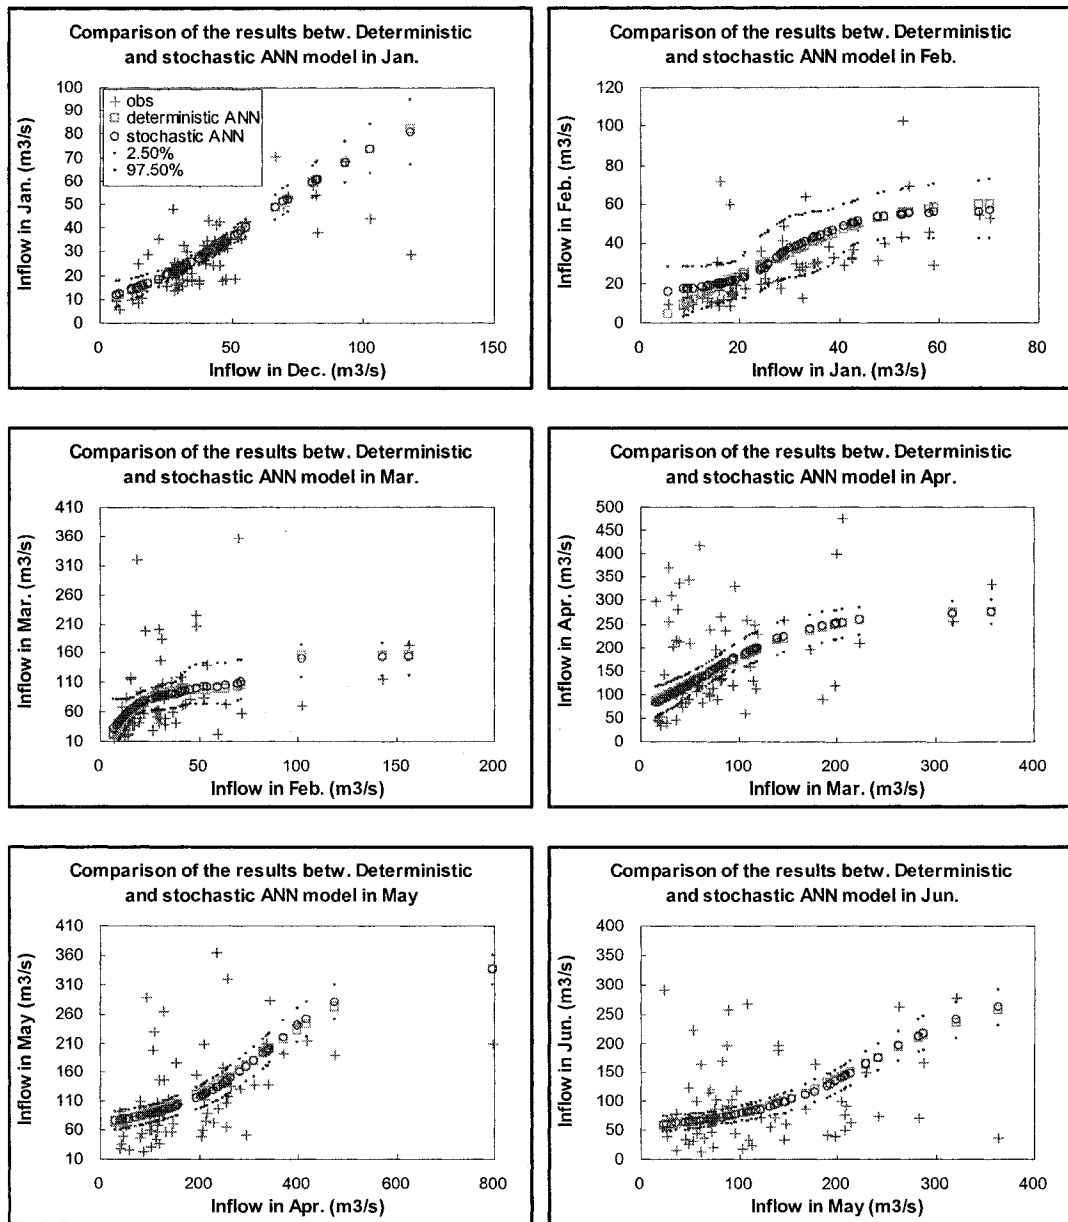 Comparison of the results betw. Deterministic
and stochastic ANN model in Jan.
Inflow in Jan. (m3/s)
100
90
80
70
60
50
40
30
20
10
0
obs
deterministic ANN
stochastic ANN
2.50%
97.50%
0 50 100 150
Inflow in Dec. (m3/s)
Comparison of the results betw. Deterministic
and stochastic ANN model in Feb.
Inflow in Feb. (m3/s)
120
100
80
60
40
20
0
0 20 40 60 80
Inflow in Jan. (m3/s)
Comparison of the results betw. Deterministic
and stochastic ANN model in Mar.
Inflow in Mar. (m3/s)
410
360
310
260
210
160
110
60
10
0 50 100 150 200
Inflow in Feb. (m3/s)
Comparison of the results betw. Deterministic
and stochastic ANN model in Apr.
Inflow in Apr. (m3/s)
500
450
400
350
300
250
200
150
100
50
0
0 100 200 300 400
Inflow in Mar. (m3/s)
Comparison of the results betw. Deterministic
and stochastic ANN model in May
Inflow in May (m3/s)
410
360
310
260
210
160
110
60
10
0 200 400 600 800
Inflow in Apr. (m3/s)
Comparison of the results betw. Deterministic
and stochastic ANN model in Jun.
Inflow in Jun. (m3/s)
400
350
300
250
200
150
100
50
0
0 100 200 300 400
Inflow in May (m3/s)